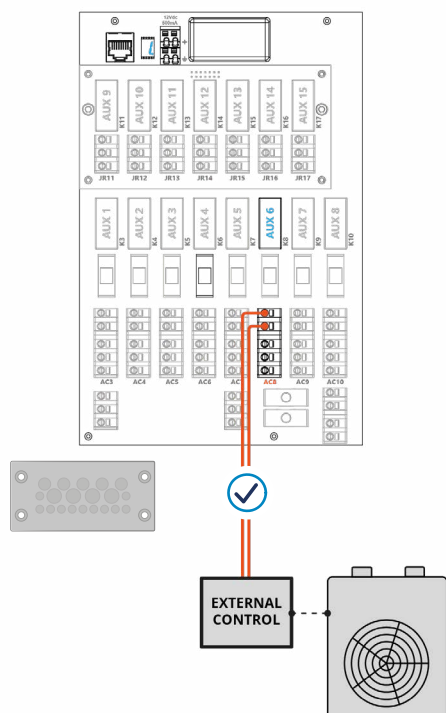 12Vdc
800mA
AUX 9 AUX 10 AUX 11 AUX 12 AUX 13 AUX 14 AUX 15
K11 K12 K13 K14 K15 K16 K17
JR11 JR12 JR13 JR14 JR15 JR16 JR17
AUX 1 AUX 2 AUX 3 AUX 4 AUX 5 AUX 6 AUX 7 AUX 8
K3 K4 K5 K6 K7 K8 K9 K10
AC3 AC4 AC5 AC6 AC8 AC9 AC10
EXTERNAL
CONTROL